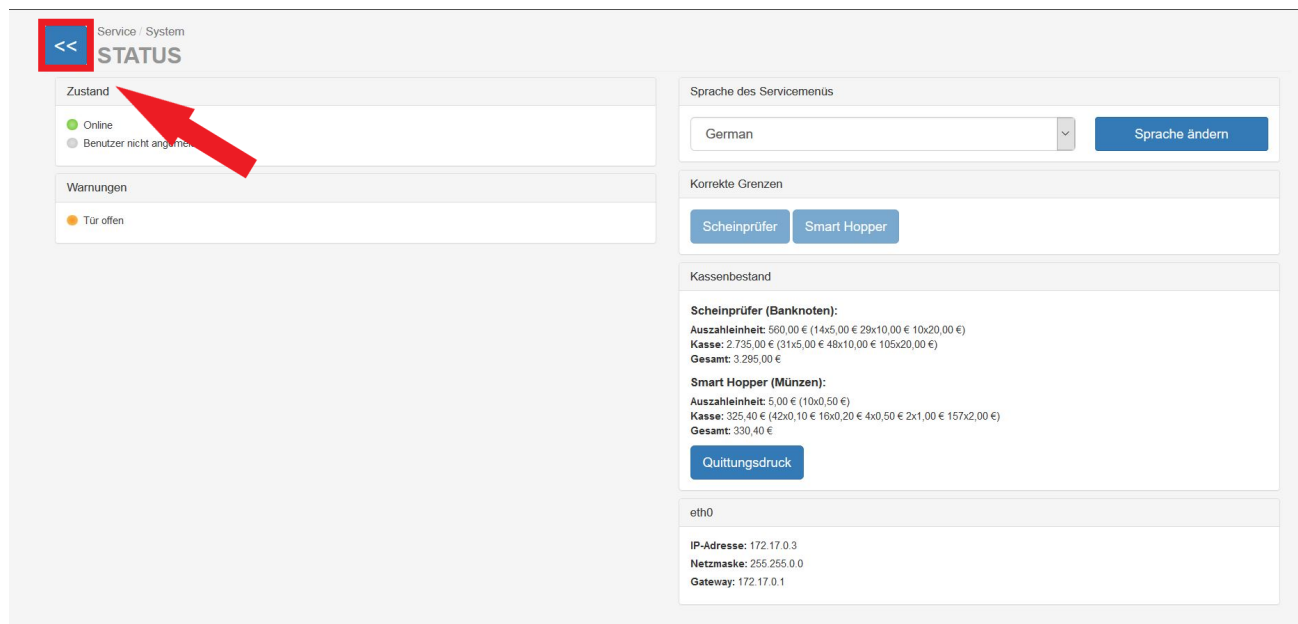 <<
Service / System
STATUS
Zustand
Online
Benutzer nicht
Warnungen
Tür offen
Sprache des Servicemenüs
German
Sprache ändern
Korrekte Grenzen
Scheinprüfer
Smart Hopper
Kassenbestand
Scheinprüfer (Banknoten):
Auszahleinheit: 560,00 € (14x5,00 € 29x10,00 € 10x20,00 €)
Kasse: 2.735,00 € (31x5,00 € 48x10,00 € 105x20,00 €)
Gesamt: 3.295,00 €
Smart Hopper (Münzen):
Auszahleinheit: 5,00 € (10x0,50 €)
Kasse: 325,40 € (42x0,10 € 16x0,20 € 4x0,50 € 2x1,00 € 157x2,00 €)
Gesamt: 330,40 €
Quittungsdruck
eth0
IP-Adresse: 172.17.0.3
Netzmaske: 255.255.0.0
Gateway: 172.17.0.1